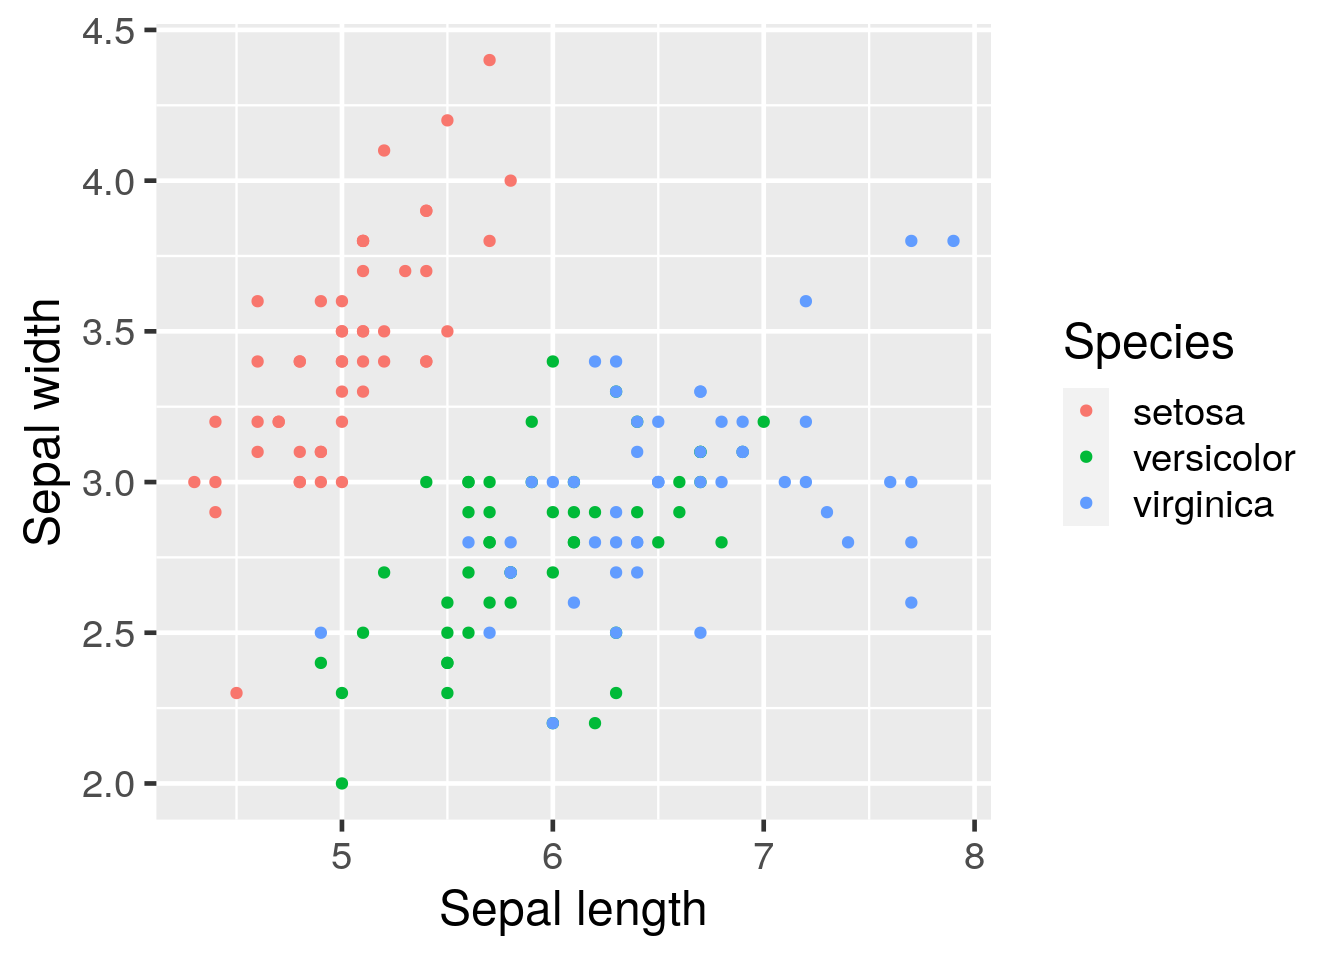 4.5
4.0
3.5
3.0
2.5
2.0
Sepal width
5 6 7 8
Sepal length
Species
setosa
versicolor
virginica